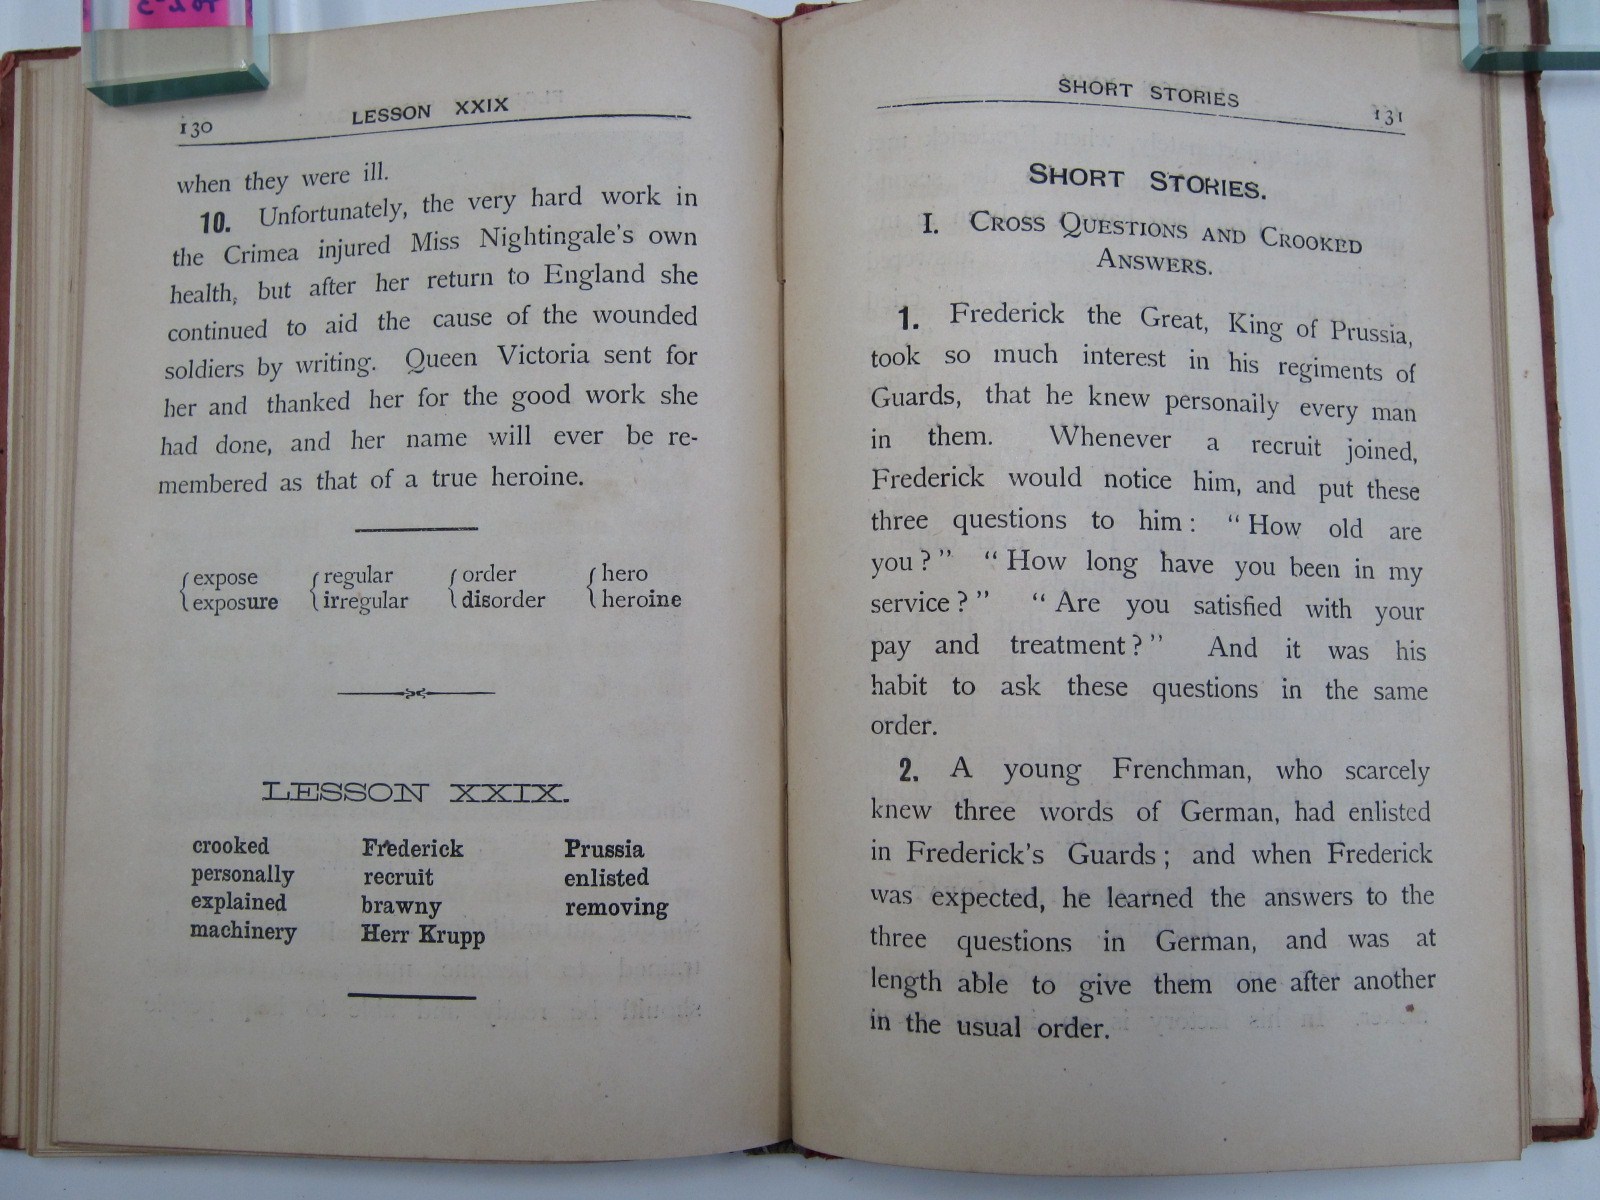 130
LESSON XXIX
when they were ill.
10. Unfortunately, the very hard work in
the Crimea injured Miss Nightingale's own
health, but after her return to England she
continued to aid the cause of the wounded
soldiers by writing. Queen Victoria sent for
her and thanked her for the good work she
had done, and her name will ever be re-
membered as that of a true heroine.
expose regular order hero
exposure irregular disorder heroine
LESSON XXIX.
crooked Frederick Prussia
personally recruit enlisted
explained brawny removing
machinery Herr Krupp
SHORT STORIES
131
SHORT STORIES.
I. CROSS QUESTIONS AND CROOKED
ANSWERS.
1. Frederick the Great, King of Prussia,
took so much interest in his regiments of
Guards, that he knew personally every man
in them. Whenever a recruit joined,
Frederick would notice him, and put these
three questions to him: "How old are
you?" "How long have you been in my
service?" "Are you satisfied with your
pay and treatment?" And it was his
habit to ask these questions in the same
order.
2. A young Frenchman, who scarcely
knew three words of German, had enlisted
in Frederick's Guards; and when Frederick
was expected, he learned the answers to the
three questions in German, and was at
length able to give them one after another
in the usual order.